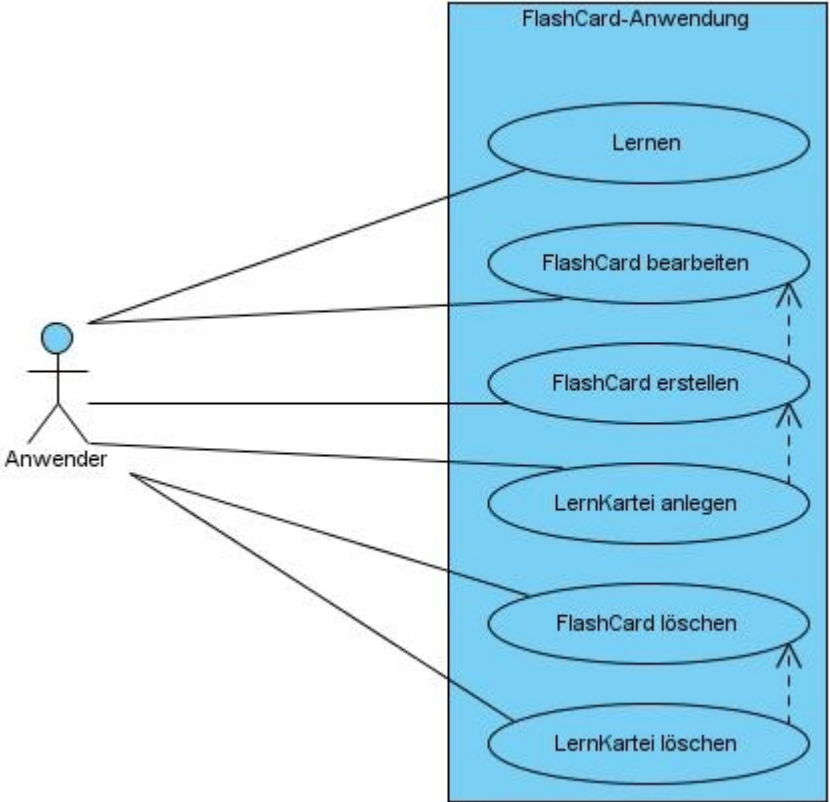 FlashCard-Anwendung
Lernen
FlashCard bearbeiten
FlashCard erstellen
Anwender
LernKartei anlegen
FlashCard löschen
LernKartei löschen